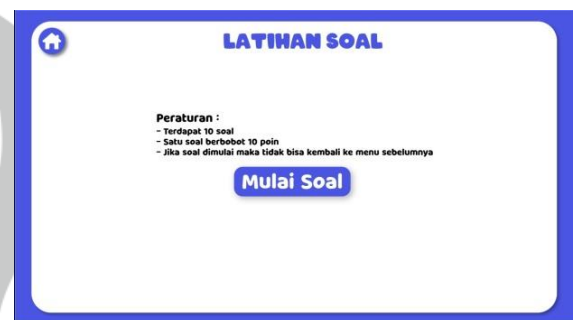 LATIHAN SOAL
Peraturan :
- Terdapat 10 soal
- Satu soal berbobot 10 poin
- Jika soal dimulai maka tidak bisa kembali ke menu sebelumnya
Mulai Soal